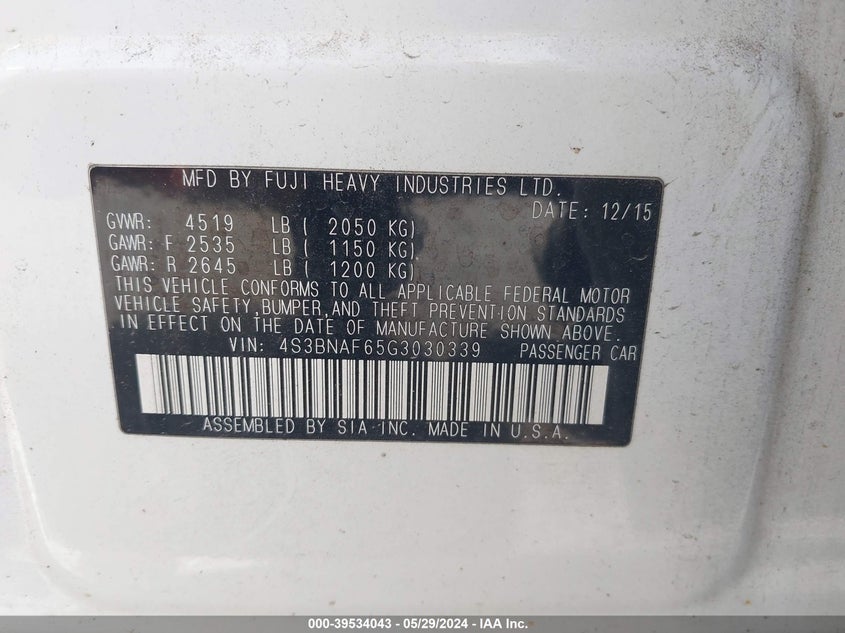 MFD BY FUJI HEAVY INDUSTRIES LTD.
DATE: 12/15
GVWR: 4519 LB ( 2050 KG)
GAWR: F 2535 LB ( 1150 KG)
GAWR: R 2645 LB ( 1200 KG)
THIS VEHICLE CONFORMS TO ALL APPLICABLE FEDERAL MOTOR
VEHICLE SAFETY,BUMPER,AND THEFT PREVENTION STANDARDS
IN EFFECT ON THE DATE OF MANUFACTURE SHOWN ABOVE.
VIN: 4S3BNAF65G3030339 PASSENGER CAR
ASSEMBLED BY SIA INC. MADE IN U.S.A.
000-39534043 — 05/29/2024 — IAA Inc.